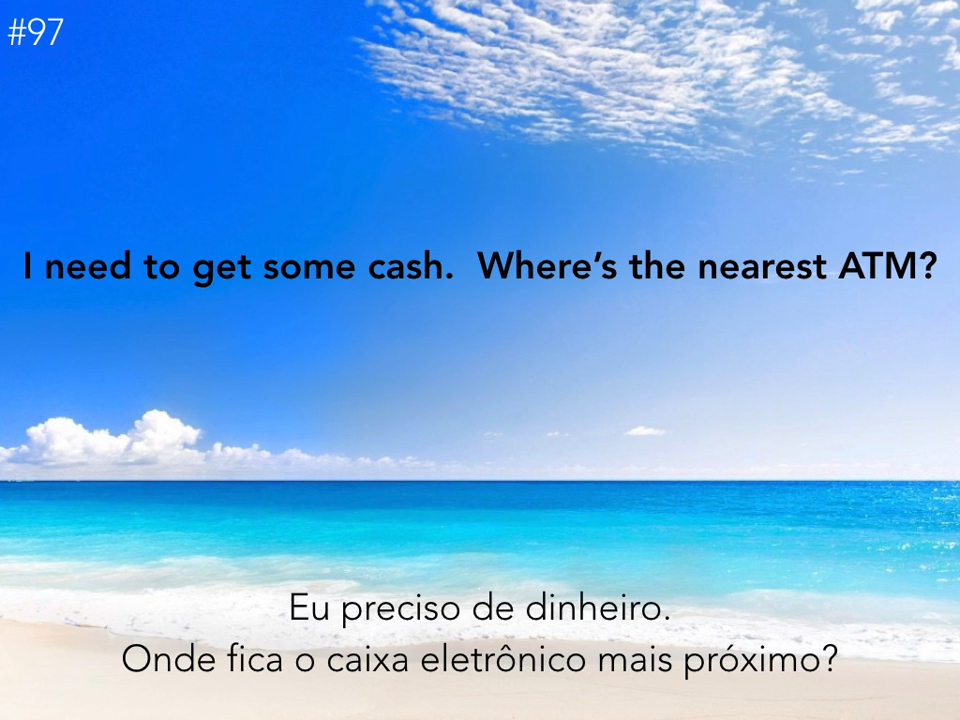 #97
I need to get some cash.  Where’s the nearest ATM?
Eu preciso de dinheiro.
Onde fica o caixa eletrônico mais próximo?